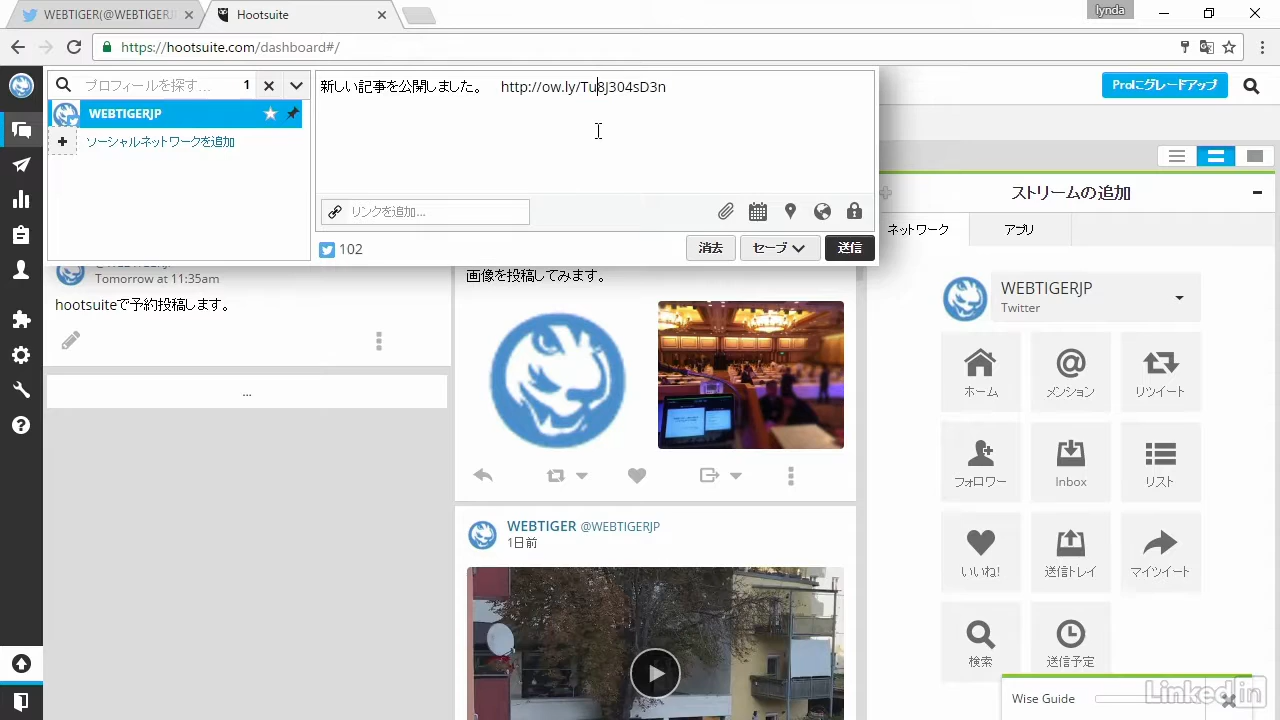 WEBTIGER(@WEBTIGERJP
Hootsuite
lynda
https://hootsuite.com/dashboard#/
プロフィールを探す... 1
WEBTIGERJP
ソーシャルネットワークを追加
新しい記事を公開しました。 http://ow.ly/Tu8J304sD3n
リンクを追加...
102
消去
セーブ
送信
Proにグレードアップ
ストリームの追加
ネットワーク
アプリ
WEBTIGERJP
Twitter
ホーム
メンション
リツイート
フォロワー
Inbox
リスト
いいね!
送信トレイ
マイツイート
検索
送信予定
Tomorrow at 11:35am
hootsuiteで予約投稿します。
...
画像を投稿してみます。
WEBTIGER @WEBTIGERJP
1日前
Wise Guide
Linked in